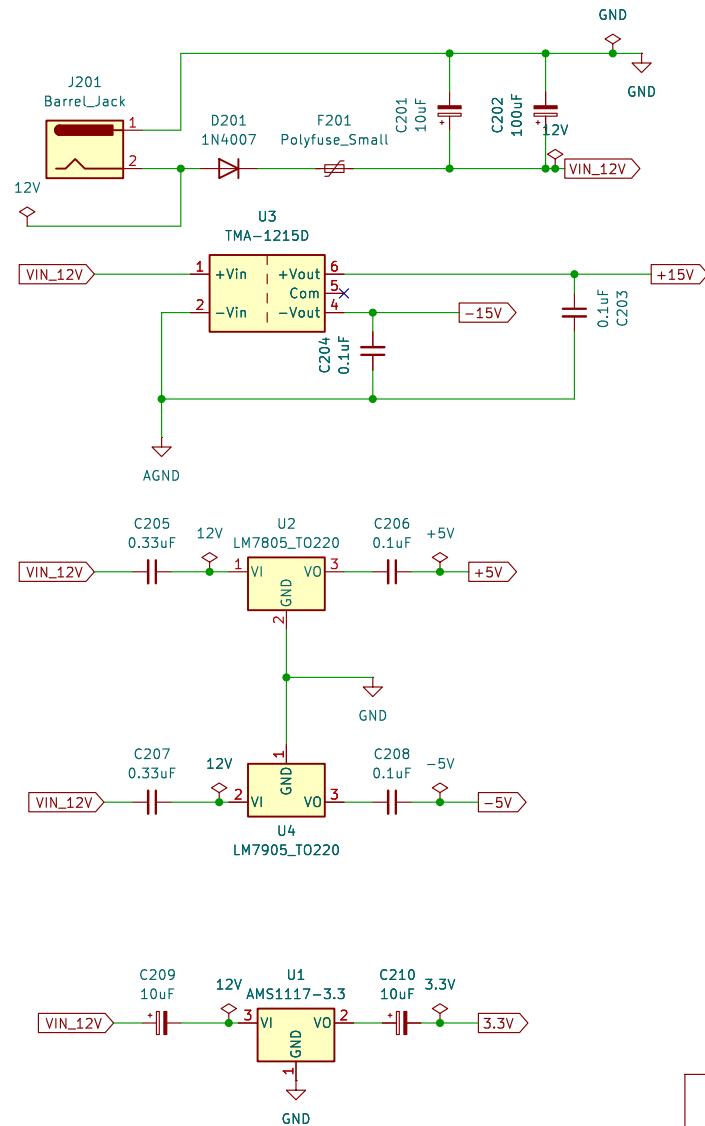 GND
J201
Barrel_Jack
1
2
12V
D201
1N4007
F201
Polyfuse_Small
C201
10uF
+
C202
100uF
+
12V
GND
VIN_12V
U3
TMA-1215D
VIN_12V
1
+Vin
2
-Vin
+Vout
6
Com
5
-Vout
4
+15V
-15V
C204
0.1uF
0.1uF
C203
AGND
C205
0.33uF
12V
U2
LM7805_TO220
C206
0.1uF
+5V
VIN_12V
1
VI
VO
3
GND
2
+5V
GND
C207
0.33uF
12V
1
GND
C208
0.1uF
-5V
VIN_12V
2
VI
VO
3
-5V
U4
LM7905_TO220
C209
10uF
12V
U1
AMS1117-3.3
C210
10uF
3.3V
VIN_12V
+
3
VI
VO
2
+
3.3V
GND
1
GND